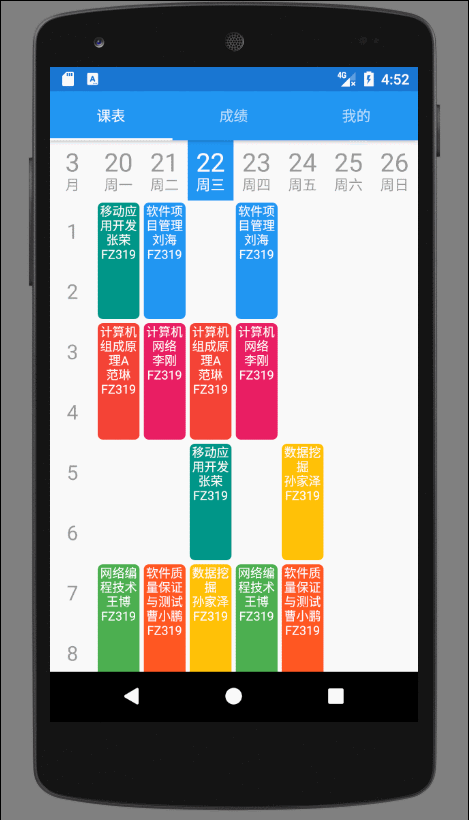 4G 4:52
课表 成绩 我的
3 20 21 22 23 24 25 26
月 周一 周二 周三 周四 周五 周六 周日
1
2
3
4
5
6
7
8
移动应
用开发
张荣
FZ319
软件项
目管理
刘海
FZ319
软件项
目管理
刘海
FZ319
计算机
组成原
理A
范琳
FZ319
计算机
网络
李刚
FZ319
计算机
组成原
理A
范琳
FZ319
计算机
网络
李刚
FZ319
移动应
用开发
张荣
FZ319
数据挖
掘
孙家泽
FZ319
网络编
程技术
王博
FZ319
软件质
量保证
与测试
曹小鹏
FZ319
数据挖
掘
孙家泽
FZ319
网络编
程技术
王博
FZ319
软件质
量保证
与测试
曹小鹏
FZ319